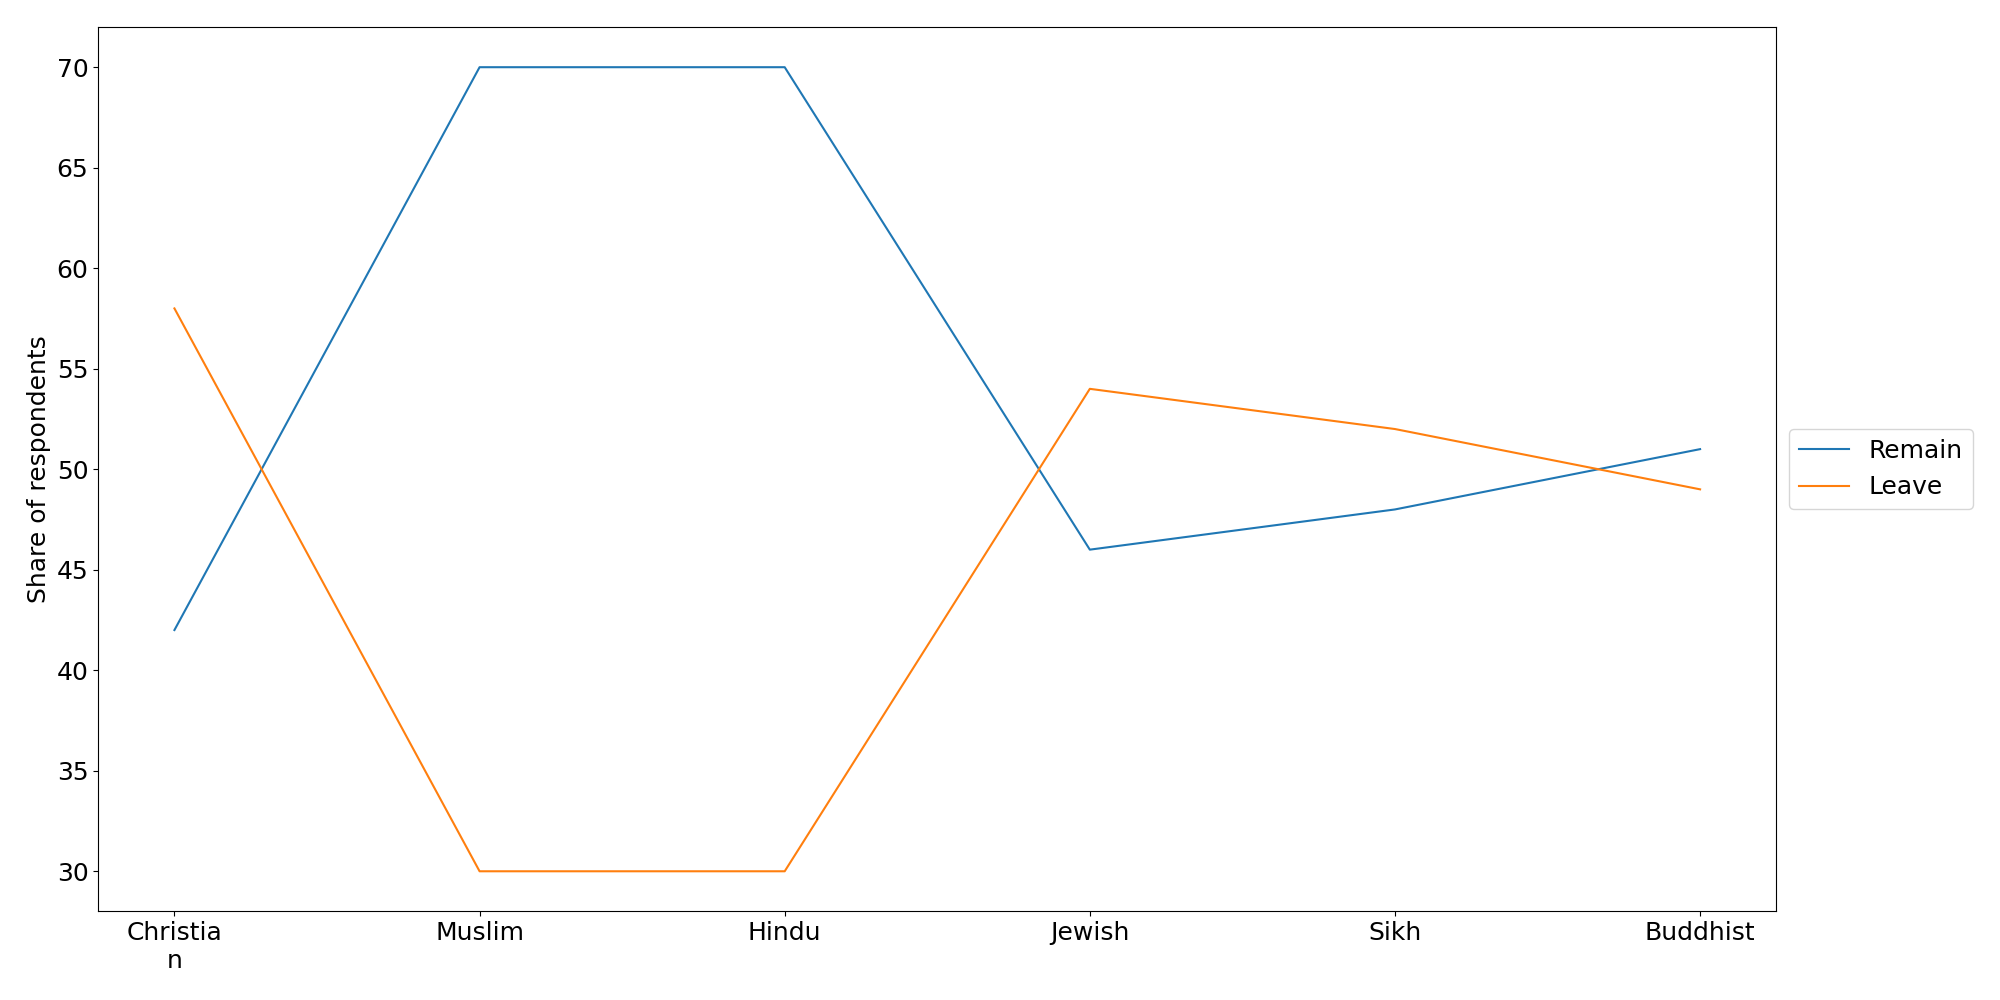 70
65
60
55
50
45
40
35
30
Share of respondents
Christia
n
Muslim
Hindu
Jewish
Sikh
Buddhist
Remain
Leave